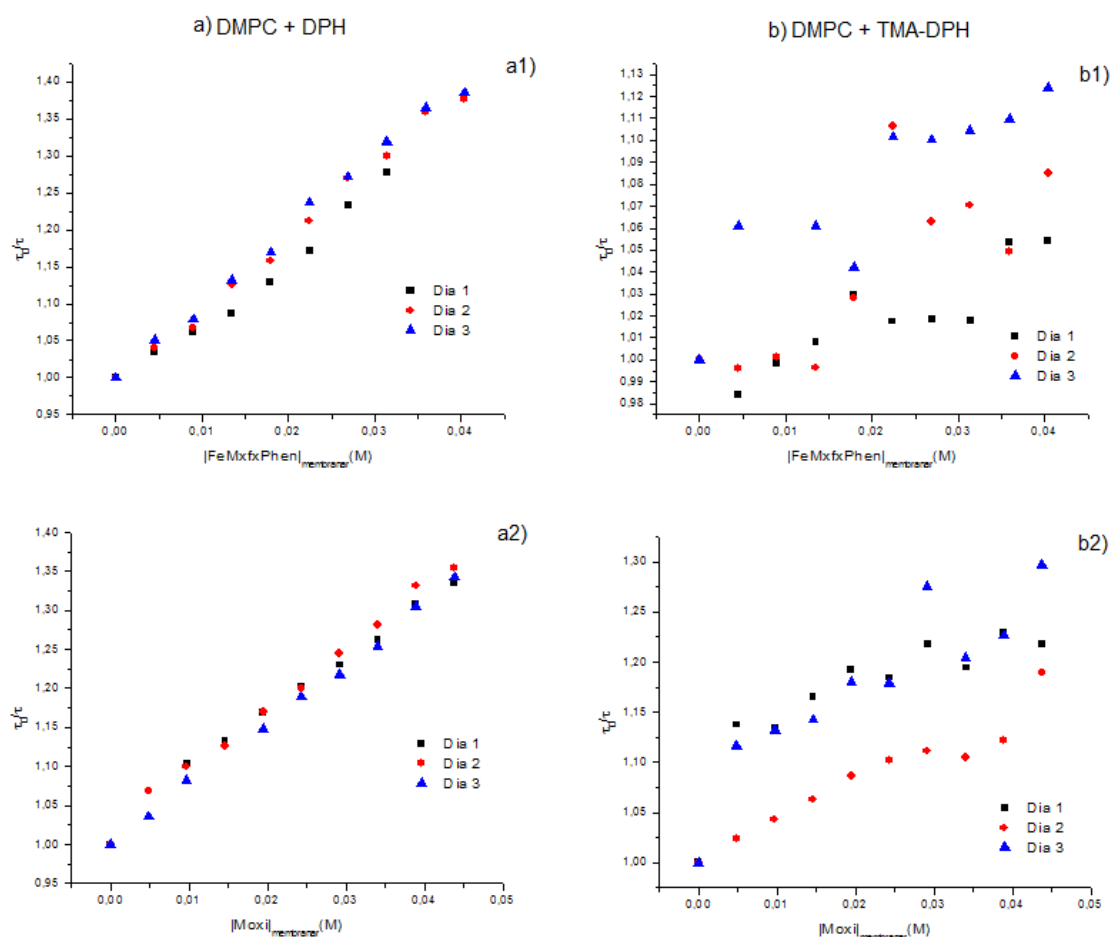 a) DMPC + DPH
b) DMPC + TMA-DPH
a1)
1,40
1,35
1,30
1,25
1,20
1,15
1,10
1,05
1,00
0,95
τ₀/τ
Dia 1
Dia 2
Dia 3
0,00 0,01 0,02 0,03 0,04
|FeMxfxPhen|membranar(M)
b1)
1,13
1,12
1,11
1,10
1,09
1,08
1,07
1,06
1,05
1,04
1,03
1,02
1,01
1,00
0,99
0,98
τ₀/τ
Dia 1
Dia 2
Dia 3
0,00 0,01 0,02 0,03 0,04
|FeMxfxPhen|membranar(M)
a2)
1,40
1,35
1,30
1,25
1,20
1,15
1,10
1,05
1,00
0,95
τ₀/τ
Dia 1
Dia 2
Dia 3
0,00 0,01 0,02 0,03 0,04 0,05
|Moxi|membranar(M)
b2)
1,30
1,25
1,20
1,15
1,10
1,05
1,00
τ₀/τ
Dia 1
Dia 2
Dia 3
0,00 0,01 0,02 0,03 0,04 0,05
|Moxi|membranar(M)